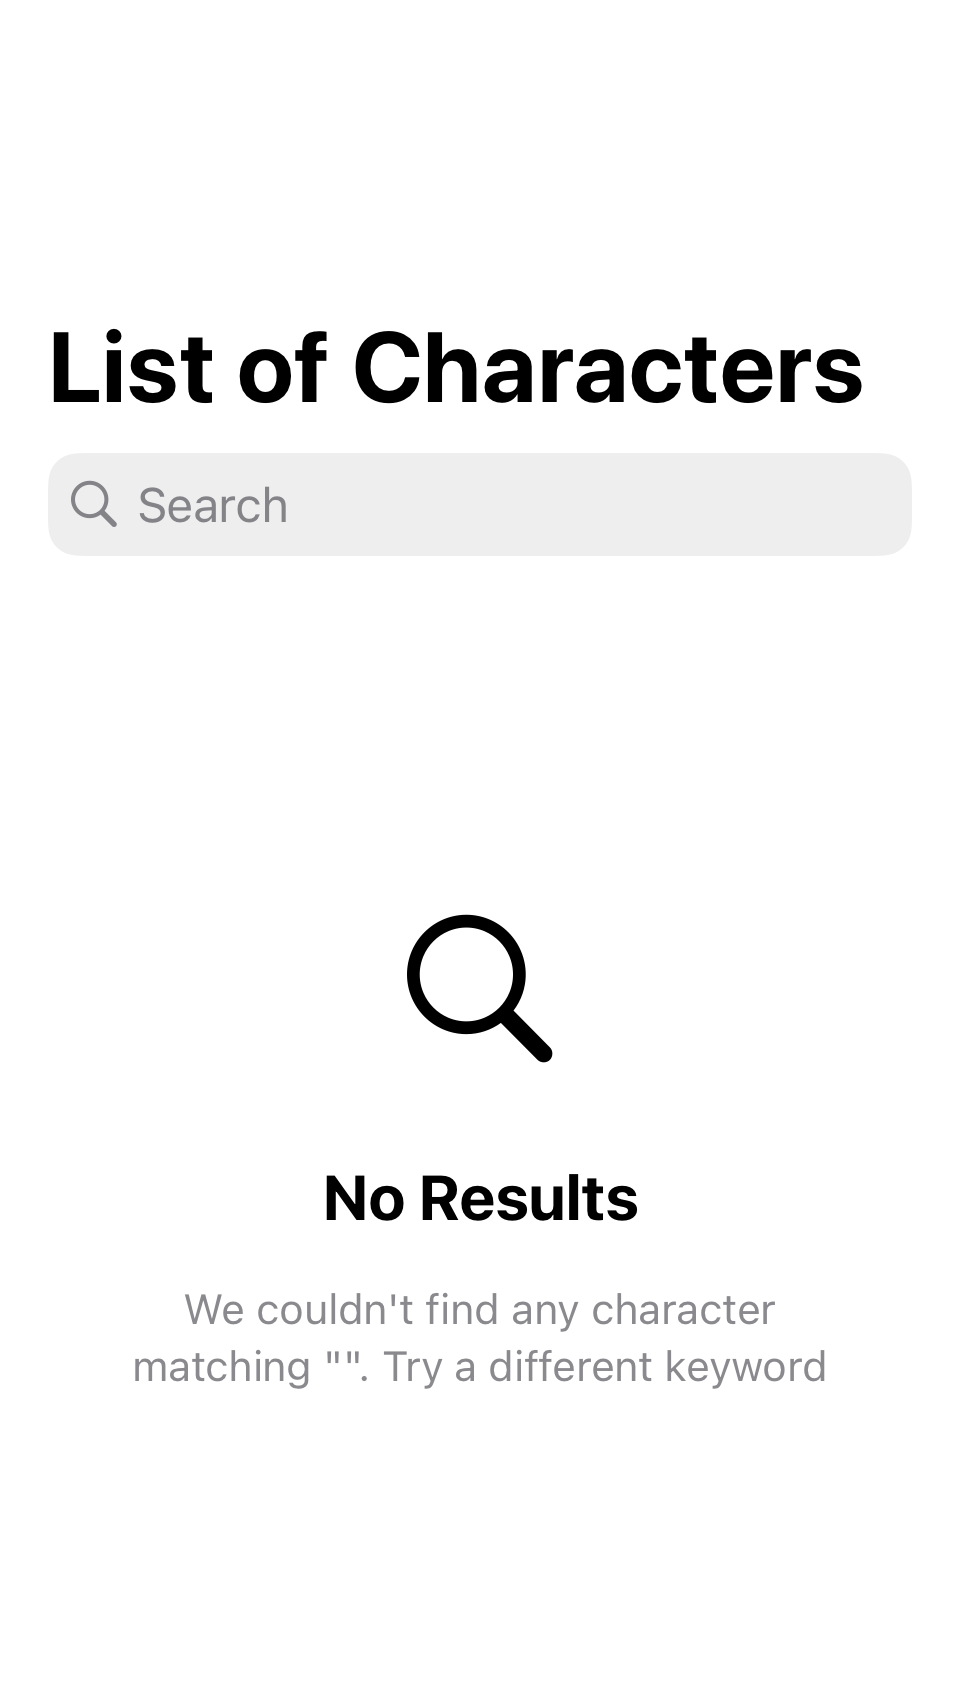 List of Characters
Search
No Results
We couldn't find any character
matching "". Try a different keyword